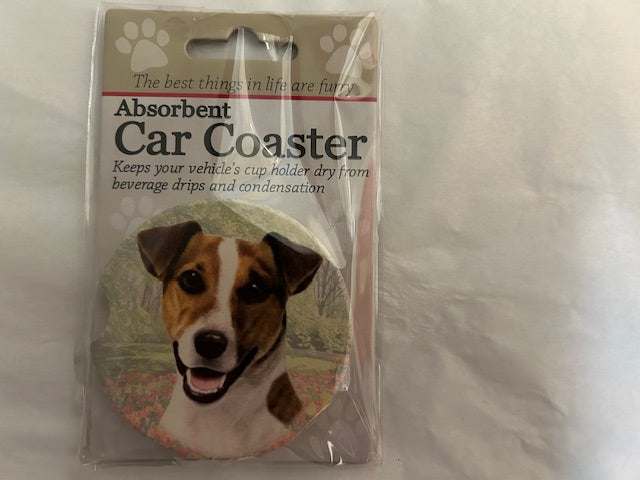 The best things in life are furry
Absorbent
Car Coaster
Keeps your vehicle's cup holder dry from
beverage drips and condensation